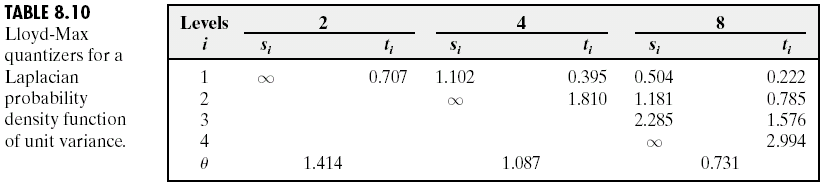 TABLE 8.10
Lloyd-Max
quantizers for a
Laplacian
probability
density function
of unit variance.
Levels 2 4 8
i s_i t_i s_i t_i s_i t_i
1 ∞ 0.707 1.102 0.395 0.504 0.222
2 ∞ 1.810 1.181 0.785
3 2.285 1.576
4 ∞ 2.994
θ 1.414 1.087 0.731